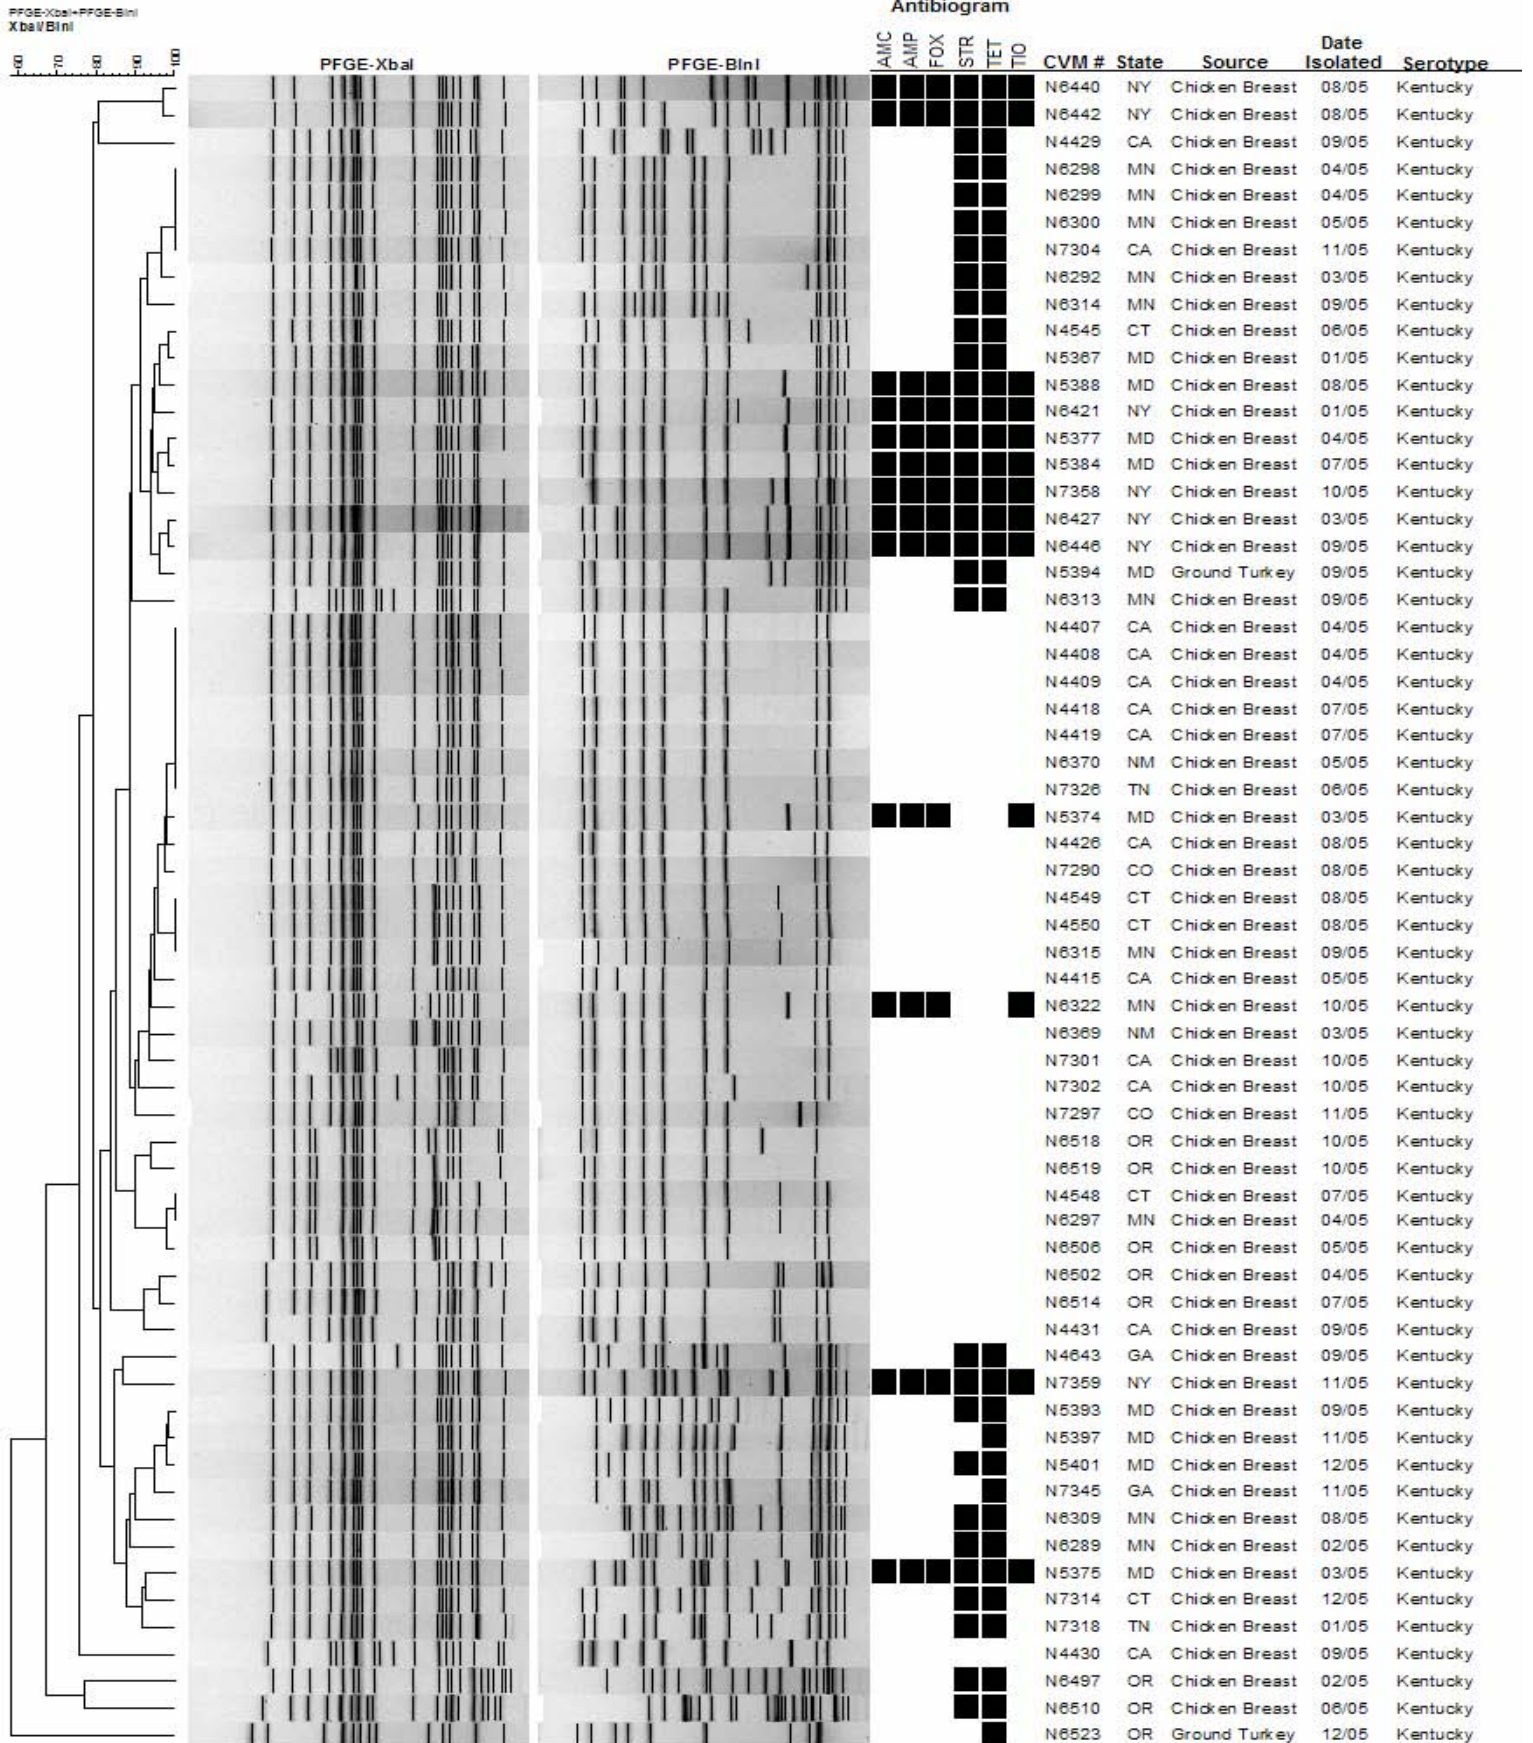 Antibiogram
PFGE-XbaI+PFGE-BlnI
XbaI/BlnI
60 70 80 90 100 PFGE-XbaI PFGE-BlnI AMC AMP FOX STR TET TIO CVM # State Source Date Isolated Serotype
N6440 NY Chicken Breast 08/05 Kentucky
N6442 NY Chicken Breast 08/05 Kentucky
N4429 CA Chicken Breast 09/05 Kentucky
N6298 MN Chicken Breast 04/05 Kentucky
N6299 MN Chicken Breast 04/05 Kentucky
N6300 MN Chicken Breast 05/05 Kentucky
N7304 CA Chicken Breast 11/05 Kentucky
N6292 MN Chicken Breast 03/05 Kentucky
N6314 MN Chicken Breast 09/05 Kentucky
N4545 CT Chicken Breast 06/05 Kentucky
N5367 MD Chicken Breast 01/05 Kentucky
N5388 MD Chicken Breast 08/05 Kentucky
N6421 NY Chicken Breast 01/05 Kentucky
N5377 MD Chicken Breast 04/05 Kentucky
N5384 MD Chicken Breast 07/05 Kentucky
N7358 NY Chicken Breast 10/05 Kentucky
N6427 NY Chicken Breast 03/05 Kentucky
N6446 NY Chicken Breast 09/05 Kentucky
N5394 MD Ground Turkey 09/05 Kentucky
N6313 MN Chicken Breast 09/05 Kentucky
N4407 CA Chicken Breast 04/05 Kentucky
N4408 CA Chicken Breast 04/05 Kentucky
N4409 CA Chicken Breast 04/05 Kentucky
N4418 CA Chicken Breast 07/05 Kentucky
N4419 CA Chicken Breast 07/05 Kentucky
N6370 NM Chicken Breast 05/05 Kentucky
N7326 TN Chicken Breast 06/05 Kentucky
N5374 MD Chicken Breast 03/05 Kentucky
N4426 CA Chicken Breast 08/05 Kentucky
N7290 CO Chicken Breast 08/05 Kentucky
N4549 CT Chicken Breast 08/05 Kentucky
N4550 CT Chicken Breast 08/05 Kentucky
N6315 MN Chicken Breast 09/05 Kentucky
N4415 CA Chicken Breast 05/05 Kentucky
N6322 MN Chicken Breast 10/05 Kentucky
N6369 NM Chicken Breast 03/05 Kentucky
N7301 CA Chicken Breast 10/05 Kentucky
N7302 CA Chicken Breast 10/05 Kentucky
N7297 CO Chicken Breast 11/05 Kentucky
N6518 OR Chicken Breast 10/05 Kentucky
N6519 OR Chicken Breast 10/05 Kentucky
N4548 CT Chicken Breast 07/05 Kentucky
N6297 MN Chicken Breast 04/05 Kentucky
N6506 OR Chicken Breast 05/05 Kentucky
N6502 OR Chicken Breast 04/05 Kentucky
N6514 OR Chicken Breast 07/05 Kentucky
N4431 CA Chicken Breast 09/05 Kentucky
N4643 GA Chicken Breast 09/05 Kentucky
N7359 NY Chicken Breast 11/05 Kentucky
N5393 MD Chicken Breast 09/05 Kentucky
N5397 MD Chicken Breast 11/05 Kentucky
N5401 MD Chicken Breast 12/05 Kentucky
N7345 GA Chicken Breast 11/05 Kentucky
N6309 MN Chicken Breast 08/05 Kentucky
N6289 MN Chicken Breast 02/05 Kentucky
N5375 MD Chicken Breast 03/05 Kentucky
N7314 CT Chicken Breast 12/05 Kentucky
N7318 TN Chicken Breast 01/05 Kentucky
N4430 CA Chicken Breast 09/05 Kentucky
N6497 OR Chicken Breast 02/05 Kentucky
N6510 OR Chicken Breast 06/05 Kentucky
N6523 OR Ground Turkey 12/05 Kentucky